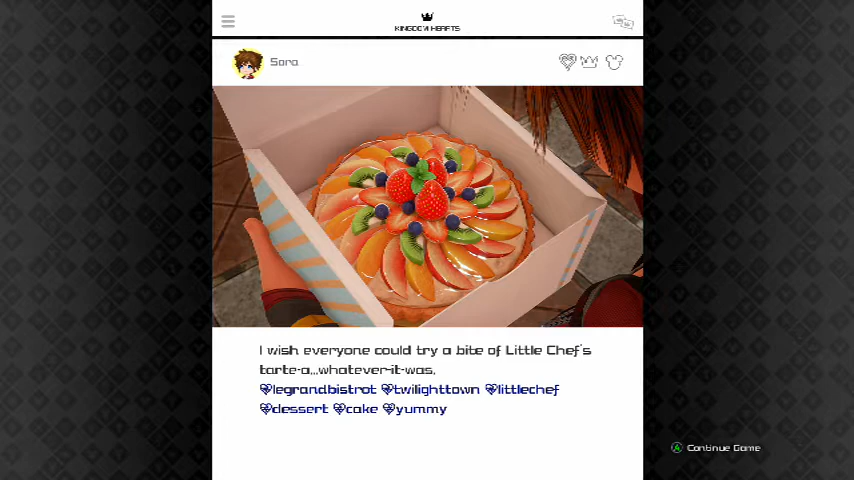 KINGDOM HEARTS
Sora
I wish everyone could try a bite of Little Chef's
tarte-a...whatever-it-was.
legrandbistrot twilighttown littlechef
dessert cake yummy
A Continue Game